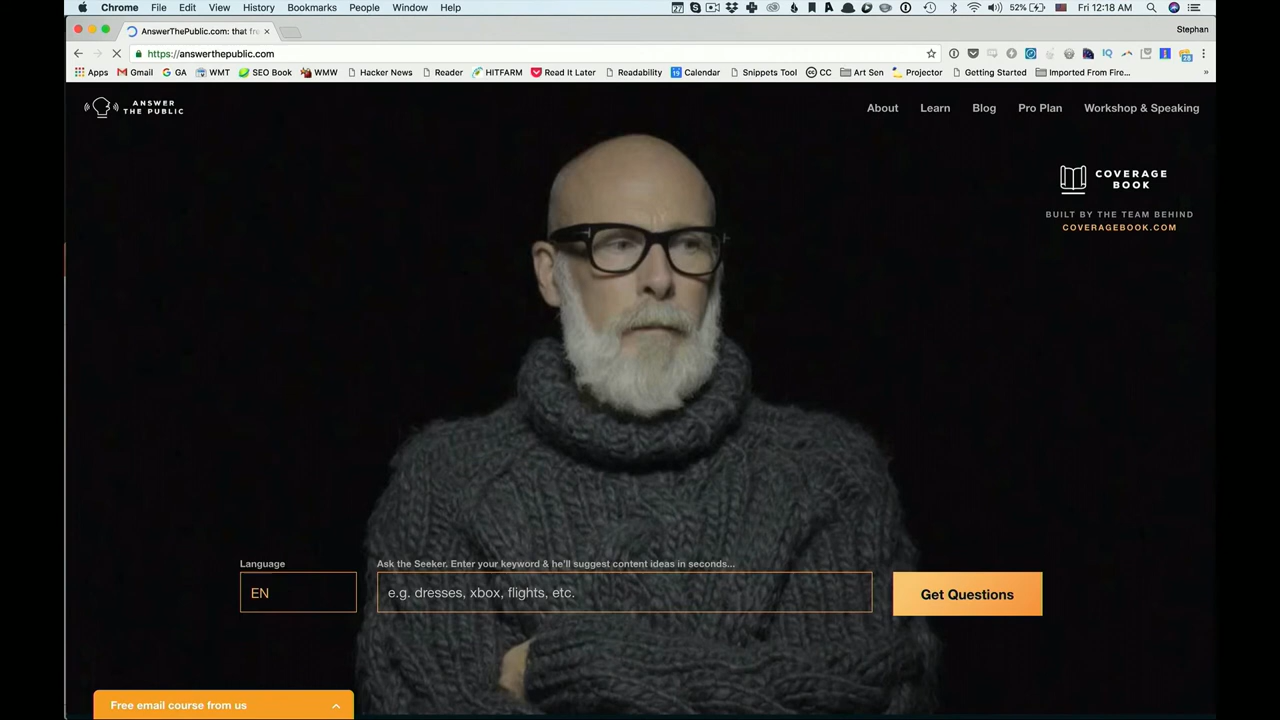 Chrome File Edit View History Bookmarks People Window Help 27 52% Fri 12:18 AM
AnswerThePublic.com: that fre × Stephan
https://answerthepublic.com
Apps Gmail GA WMT SEO Book WMW Hacker News Reader HITFARM Read It Later Readability Calendar Snippets Tool CC Art Sen Projector Getting Started Imported From Fire... »
ANSWER
THE PUBLIC
About Learn Blog Pro Plan Workshop & Speaking
COVERAGE
BOOK
BUILT BY THE TEAM BEHIND
COVERAGEBOOK.COM
Language
EN
Ask the Seeker. Enter your keyword & he'll suggest content ideas in seconds...
e.g. dresses, xbox, flights, etc.
Get Questions
Free email course from us